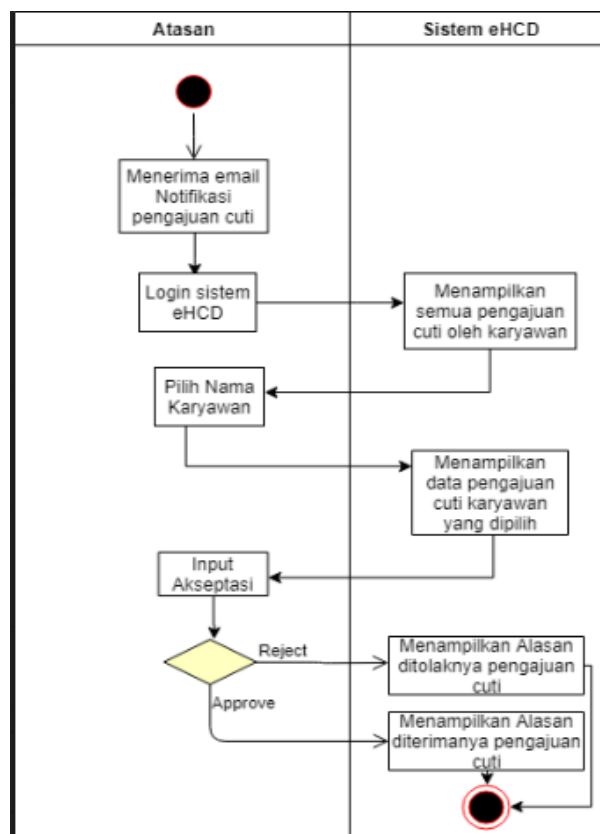 Atasan
Sistem eHCD
Menerima email
Notifikasi
pengajuan cuti
Login sistem
eHCD
Menampilkan
semua pengajuan
cuti oleh karyawan
Pilih Nama
Karyawan
Menampilkan
data pengajuan
cuti karyawan
yang dipilih
Input
Akseptasi
Reject
Menampilkan Alasan
ditolaknya pengajuan
cuti
Approve
Menampilkan Alasan
diterimanya pengajuan
cuti